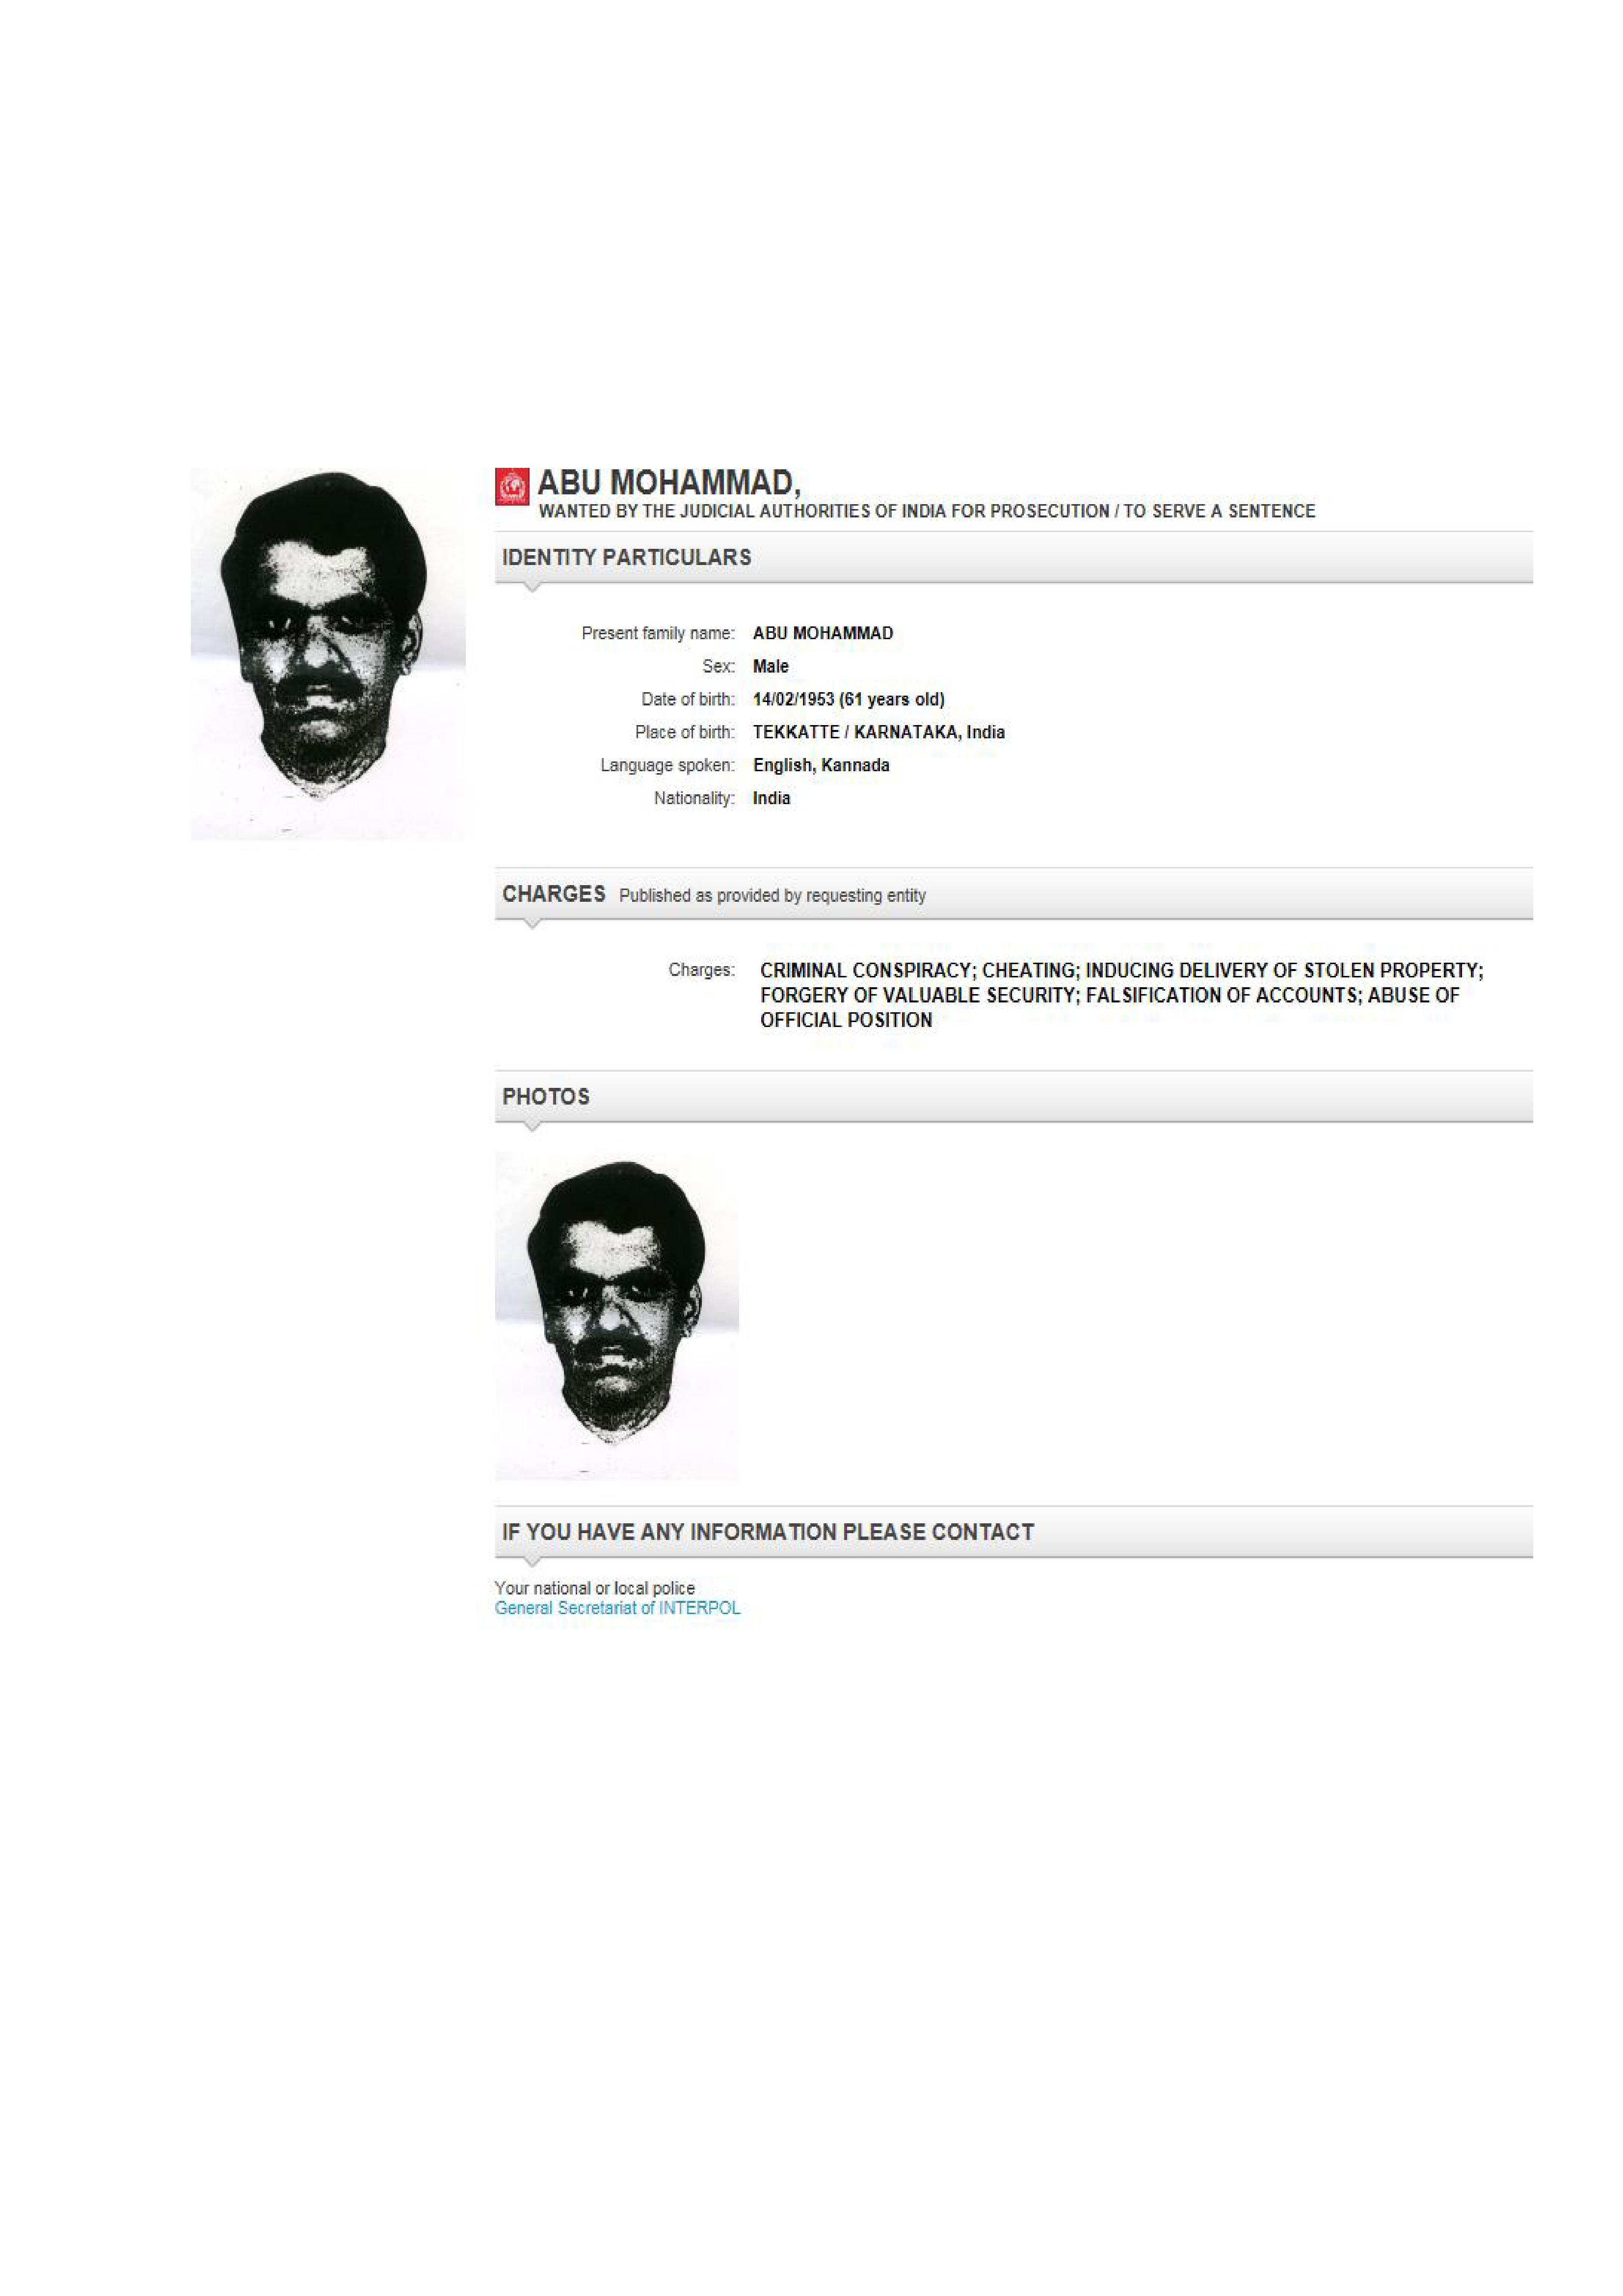 ABU MOHAMMAD,
WANTED BY THE JUDICIAL AUTHORITIES OF INDIA FOR PROSECUTION / TO SERVE A SENTENCE
IDENTITY PARTICULARS
Present family name: ABU MOHAMMAD
Sex: Male
Date of birth: 14/02/1953 (61 years old)
Place of birth: TEKKATTE / KARNATAKA, India
Language spoken: English, Kannada
Nationality: India
CHARGES Published as provided by requesting entity
Charges: CRIMINAL CONSPIRACY; CHEATING; INDUCING DELIVERY OF STOLEN PROPERTY;
FORGERY OF VALUABLE SECURITY; FALSIFICATION OF ACCOUNTS; ABUSE OF
OFFICIAL POSITION
PHOTOS
IF YOU HAVE ANY INFORMATION PLEASE CONTACT
Your national or local police
General Secretariat of INTERPOL